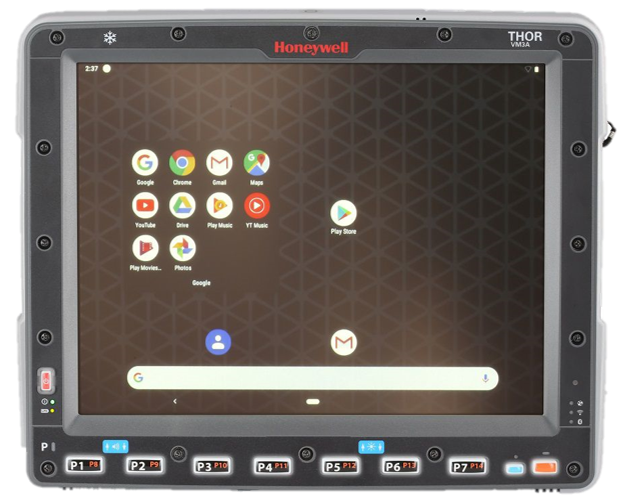 Honeywell
THOR
VM3A
2:37
Google
Chrome
Gmail
Maps
YouTube
Drive
Play Music
YT Music
Play Store
Play Movies..
Photos
Google
P
P1 P8
P2 P9
P3 P10
P4 P11
P5 P12
P6 P13
P7 P14